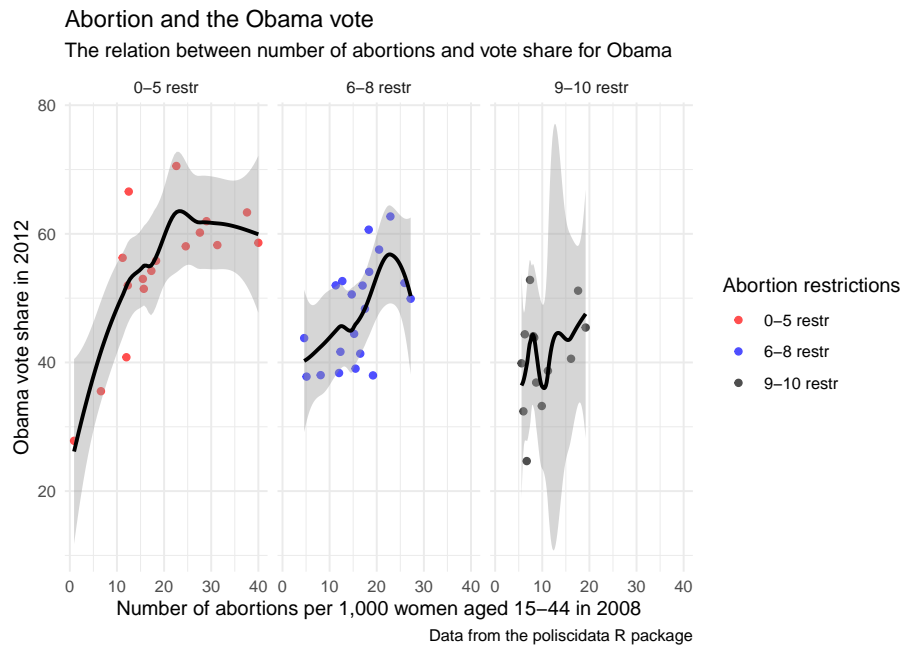 Abortion and the Obama vote
The relation between number of abortions and vote share for Obama
0–5 restr
6–8 restr
9–10 restr
80
60
40
20
Obama vote share in 2012
0 10 20 30 40
0 10 20 30 40
0 10 20 30 40
Number of abortions per 1,000 women aged 15–44 in 2008
Data from the poliscidata R package
Abortion restrictions
0–5 restr
6–8 restr
9–10 restr